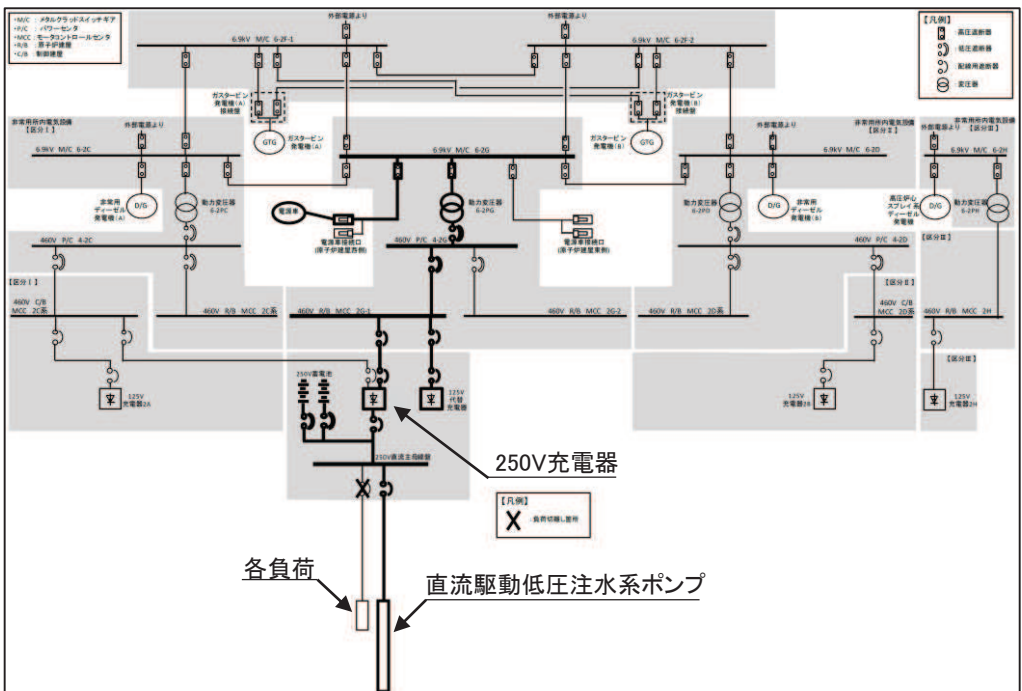 ・M/C : メタルクラッドスイッチギア
・P/C : パワーセンタ
・MCC: モータコントロールセンタ
・R/B : 原子炉建屋
・C/B : 制御建屋
【凡例】
:高圧遮断器
:低圧遮断器
:配線用遮断器
:変圧器
外部電源より
外部電源より
6.9kV M/C 6-2F-1
6.9kV M/C 6-2F-2
ガスタービン
発電機(A)
接続盤
ガスタービン
発電機(B)
接続盤
GTG
ガスタービン
発電機(A)
ガスタービン
発電機(B)
GTG
非常用所内電気設備
【区分Ⅰ】
外部電源より
6.9kV M/C 6-2C
6.9kV M/C 6-2G
外部電源より
非常用所内電気設備
【区分Ⅱ】
6.9kV M/C 6-2D
非常用所内電気設備
【区分Ⅲ】
外部電源より
6.9kV M/C 6-2H
非常用
ディーゼル
発電機(A)
D/G
動力変圧器
6-2PC
電源車
電源車接続口
(原子炉建屋西側)
動力変圧器
6-2PG
電源車接続口
(原子炉建屋東側)
動力変圧器
6-2PD
D/G
非常用
ディーゼル
発電機(B)
高圧炉心
スプレイ系
ディーゼル
発電機
D/G
動力変圧器
6-2PH
460V P/C 4-2C
460V P/C 4-2G
460V P/C 4-2D
【区分Ⅰ】
【区分Ⅱ】
【区分Ⅲ】
460V C/B
MCC 2C系
460V R/B MCC 2C系
460V R/B MCC 2G-1
460V R/B MCC 2G-2
460V R/B MCC 2D系
460V C/B
MCC 2D系
460V R/B MCC 2H
【区分Ⅲ】
125V
充電器2A
250V蓄電池
125V
代替
充電器
125V
充電器2B
125V
充電器2H
250V直流主母線盤
250V充電器
【凡例】
:負荷切離し箇所
各負荷
直流駆動低圧注水系ポンプ